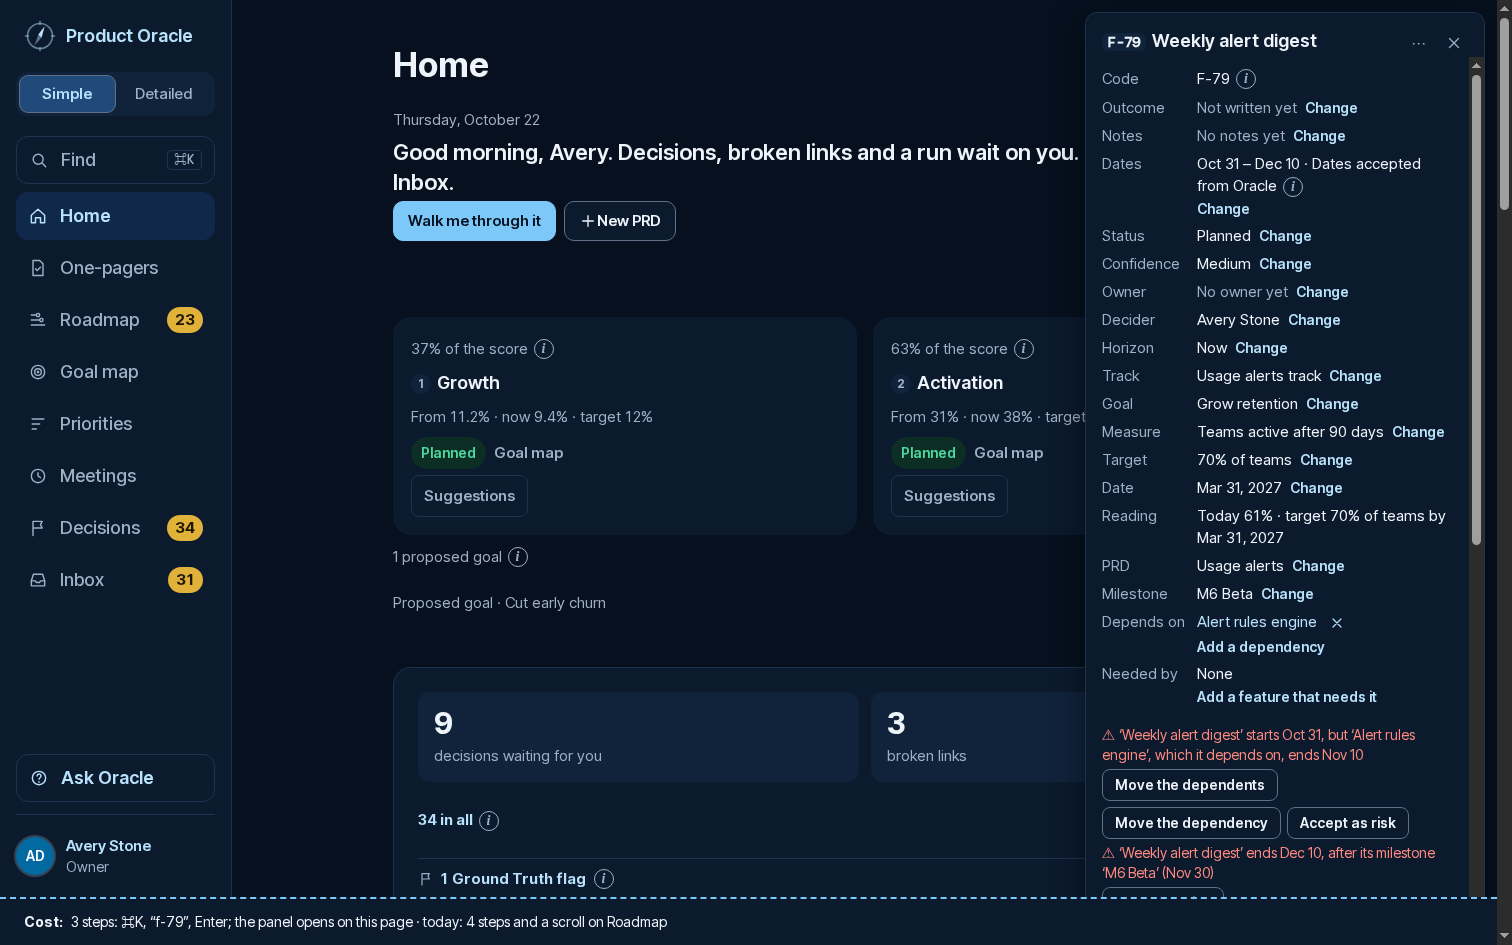 Product Oracle
Simple
Detailed
Find
⌘K
Home
One-pagers
Roadmap
23
Goal map
Priorities
Meetings
Decisions
34
Inbox
31
Ask Oracle
AD
Avery Stone
Owner
Home
Thursday, October 22
Good morning, Avery. Decisions, broken links and a run wait on you.
Inbox.
Walk me through it
New PRD
37% of the score
1 Growth
From 11.2% · now 9.4% · target 12%
Planned Goal map
Suggestions
63% of the score
2 Activation
From 31% · now 38% · target
Planned Goal map
Suggestions
1 proposed goal
Proposed goal · Cut early churn
9
decisions waiting for you
3
broken links
34 in all
1 Ground Truth flag
F-79 Weekly alert digest
Code F-79
Outcome Not written yet Change
Notes No notes yet Change
Dates Oct 31 – Dec 10 · Dates accepted
from Oracle
Change
Status Planned Change
Confidence Medium Change
Owner No owner yet Change
Decider Avery Stone Change
Horizon Now Change
Track Usage alerts track Change
Goal Grow retention Change
Measure Teams active after 90 days Change
Target 70% of teams Change
Date Mar 31, 2027 Change
Reading Today 61% · target 70% of teams by
Mar 31, 2027
PRD Usage alerts Change
Milestone M6 Beta Change
Depends on Alert rules engine
Add a dependency
Needed by None
Add a feature that needs it
⚠ ‘Weekly alert digest’ starts Oct 31, but ‘Alert rules
engine’, which it depends on, ends Nov 10
Move the dependents
Move the dependency
Accept as risk
⚠ ‘Weekly alert digest’ ends Dec 10, after its milestone
‘M6 Beta’ (Nov 30)
Cost: 3 steps: ⌘K, “f-79”, Enter; the panel opens on this page · today: 4 steps and a scroll on Roadmap